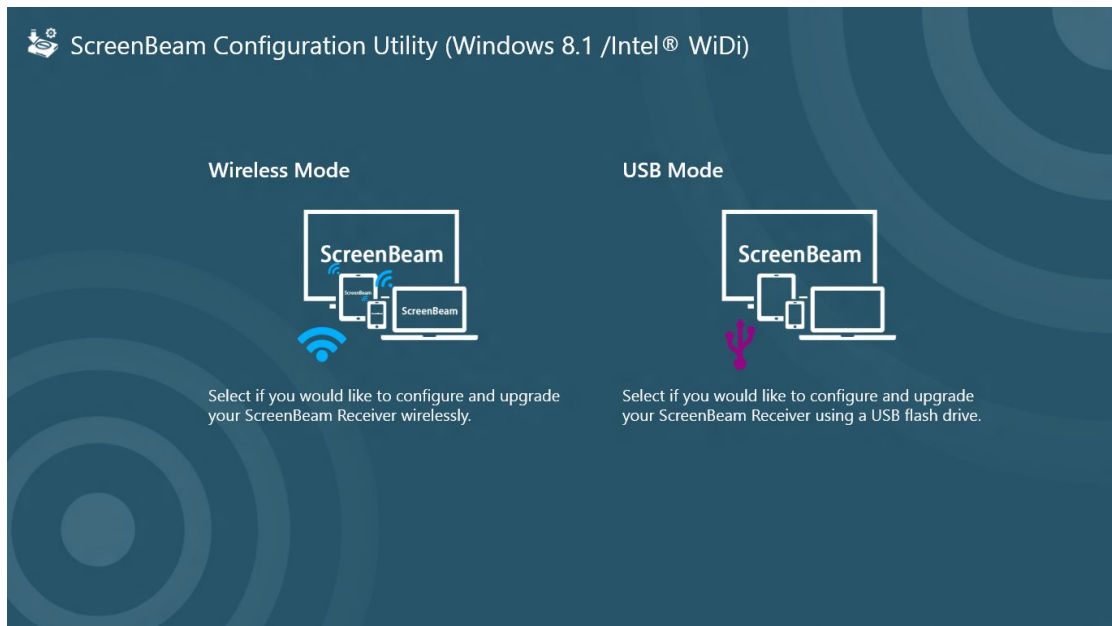 ScreenBeam Configuration Utility (Windows 8.1 /Intel® WiDi)
Wireless Mode
ScreenBeam
ScreenBeam
ScreenBeam
Select if you would like to configure and upgrade
your ScreenBeam Receiver wirelessly.
USB Mode
ScreenBeam
Select if you would like to configure and upgrade
your ScreenBeam Receiver using a USB flash drive.